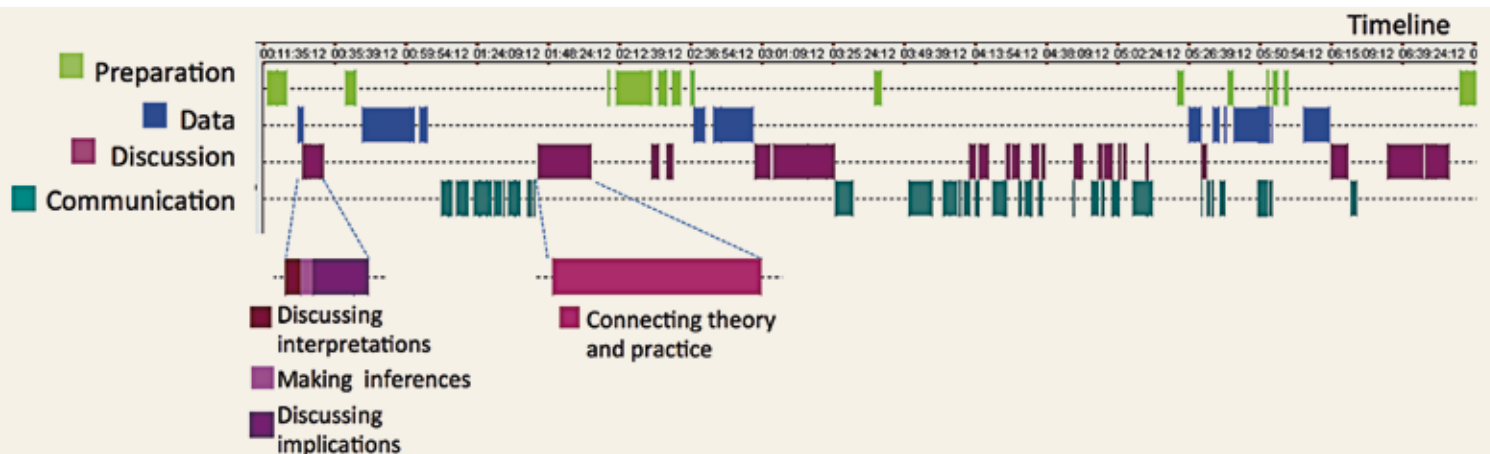 Timeline
00:11:35:12 00:35:39:12 00:59:54:12 01:24:09:12 01:48:24:12 02:12:39:12 02:36:54:12 03:01:09:12 03:25:24:12 03:49:39:12 04:13:54:12 04:38:09:12 05:02:24:12 05:26:39:12 05:50:54:12 06:15:09:12 06:39:24:12 0
Preparation
Data
Discussion
Communication
Discussing
interpretations
Making inferences
Discussing
implications
Connecting theory
and practice